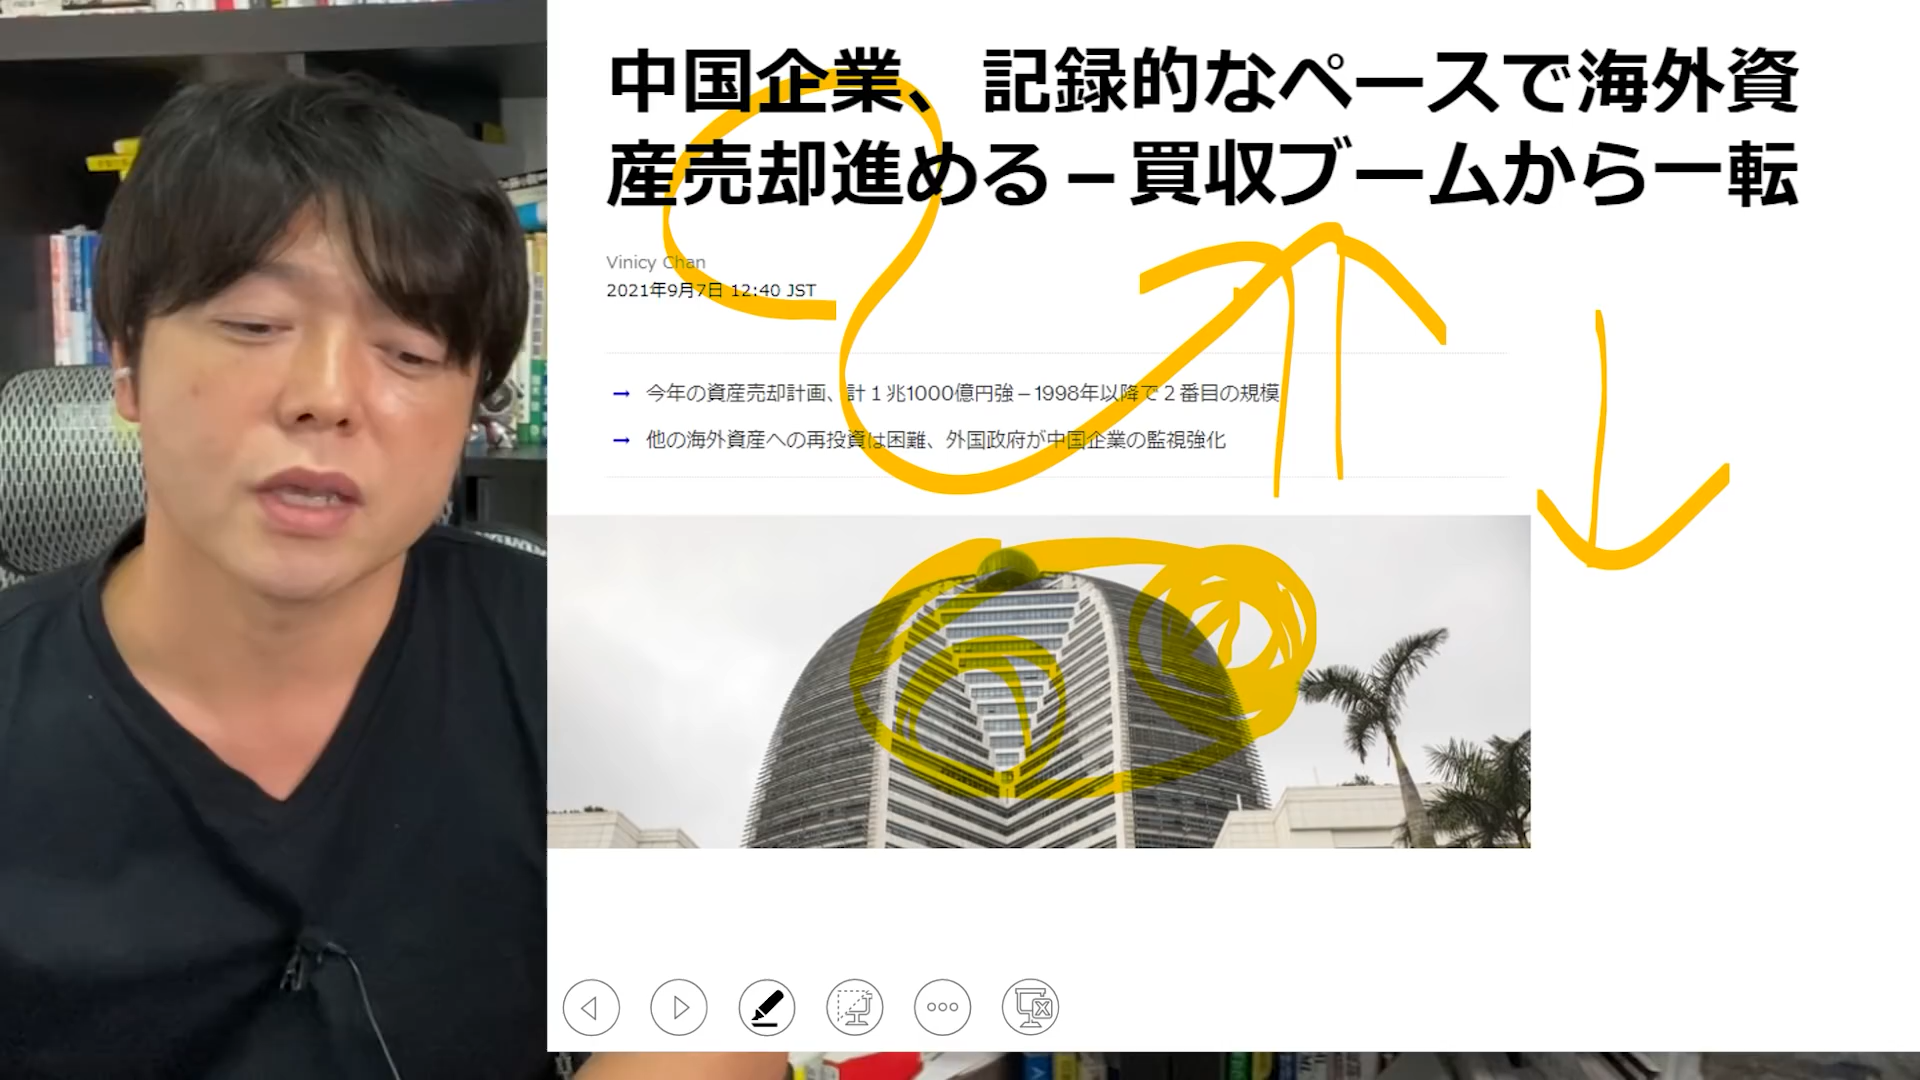 中国企業、記録的なペースで海外資
産売却進める－買収ブームから一転
Vinicy Chan
2021年9月7日 12:40 JST
→ 今年の資産売却計画、計１兆1000億円強－1998年以降で２番目の規模
→ 他の海外資産への再投資は困難、外国政府が中国企業の監視強化